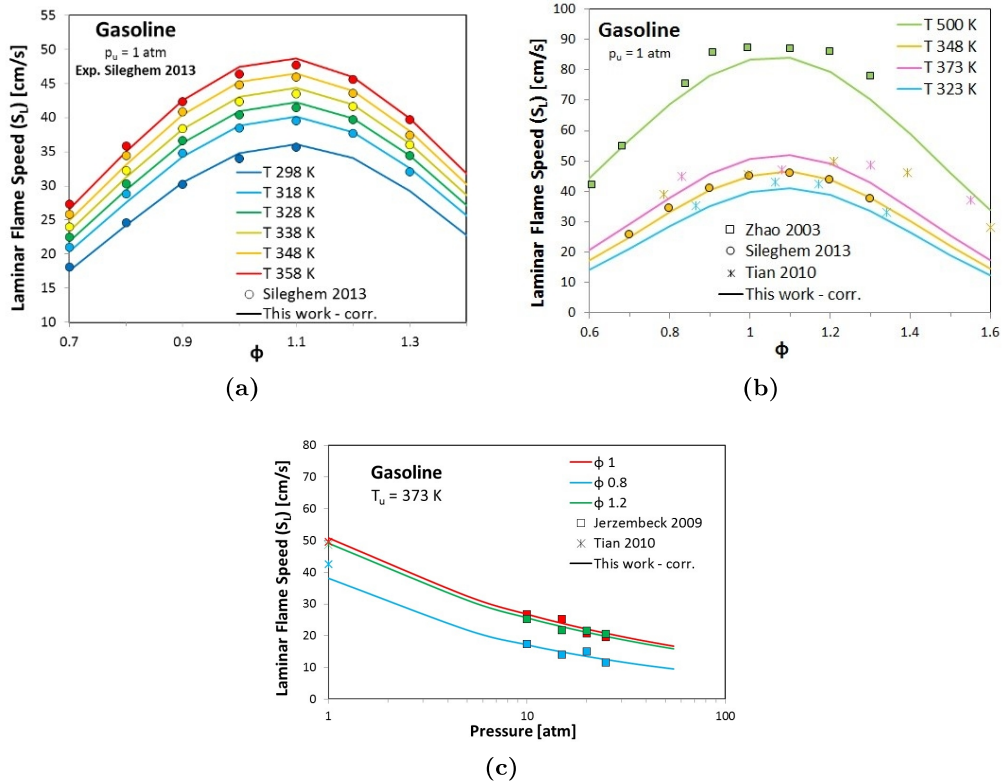 Gasoline
pᵤ = 1 atm
Exp. Sileghem 2013
Laminar Flame Speed (S_L) [cm/s]
55
50
45
40
35
30
25
20
15
10
T 298 K
T 318 K
T 328 K
T 338 K
T 348 K
T 358 K
Sileghem 2013
This work - corr.
0.7 0.9 1.1 1.3
ϕ
(a)
Gasoline
pᵤ = 1 atm
Laminar Flame Speed (S_L) [cm/s]
100
90
80
70
60
50
40
30
20
10
0
T 500 K
T 348 K
T 373 K
T 323 K
Zhao 2003
Sileghem 2013
Tian 2010
This work - corr.
0.6 0.8 1 1.2 1.4 1.6
ϕ
(b)
Gasoline
Tᵤ = 373 K
Laminar Flame Speed (S_L) [cm/s]
80
70
60
50
40
30
20
10
0
ϕ 1
ϕ 0.8
ϕ 1.2
Jerzembeck 2009
Tian 2010
This work - corr.
1 10 100
Pressure [atm]
(c)